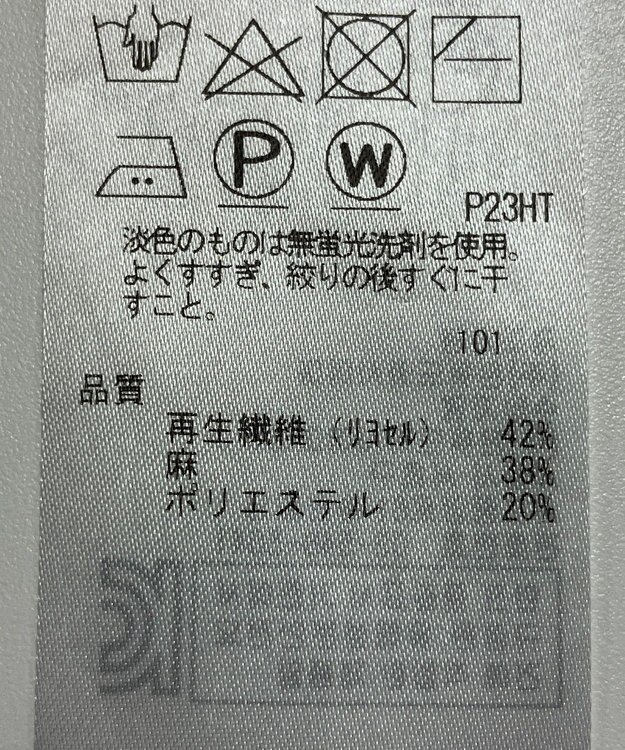 P W
P23HT
淡色のものは無蛍光洗剤を使用。
よくすすぎ、絞りの後すぐに干
すこと。
101
品質
再生繊維（リヨセル） 42%
麻 38%
ポリエステル 20%